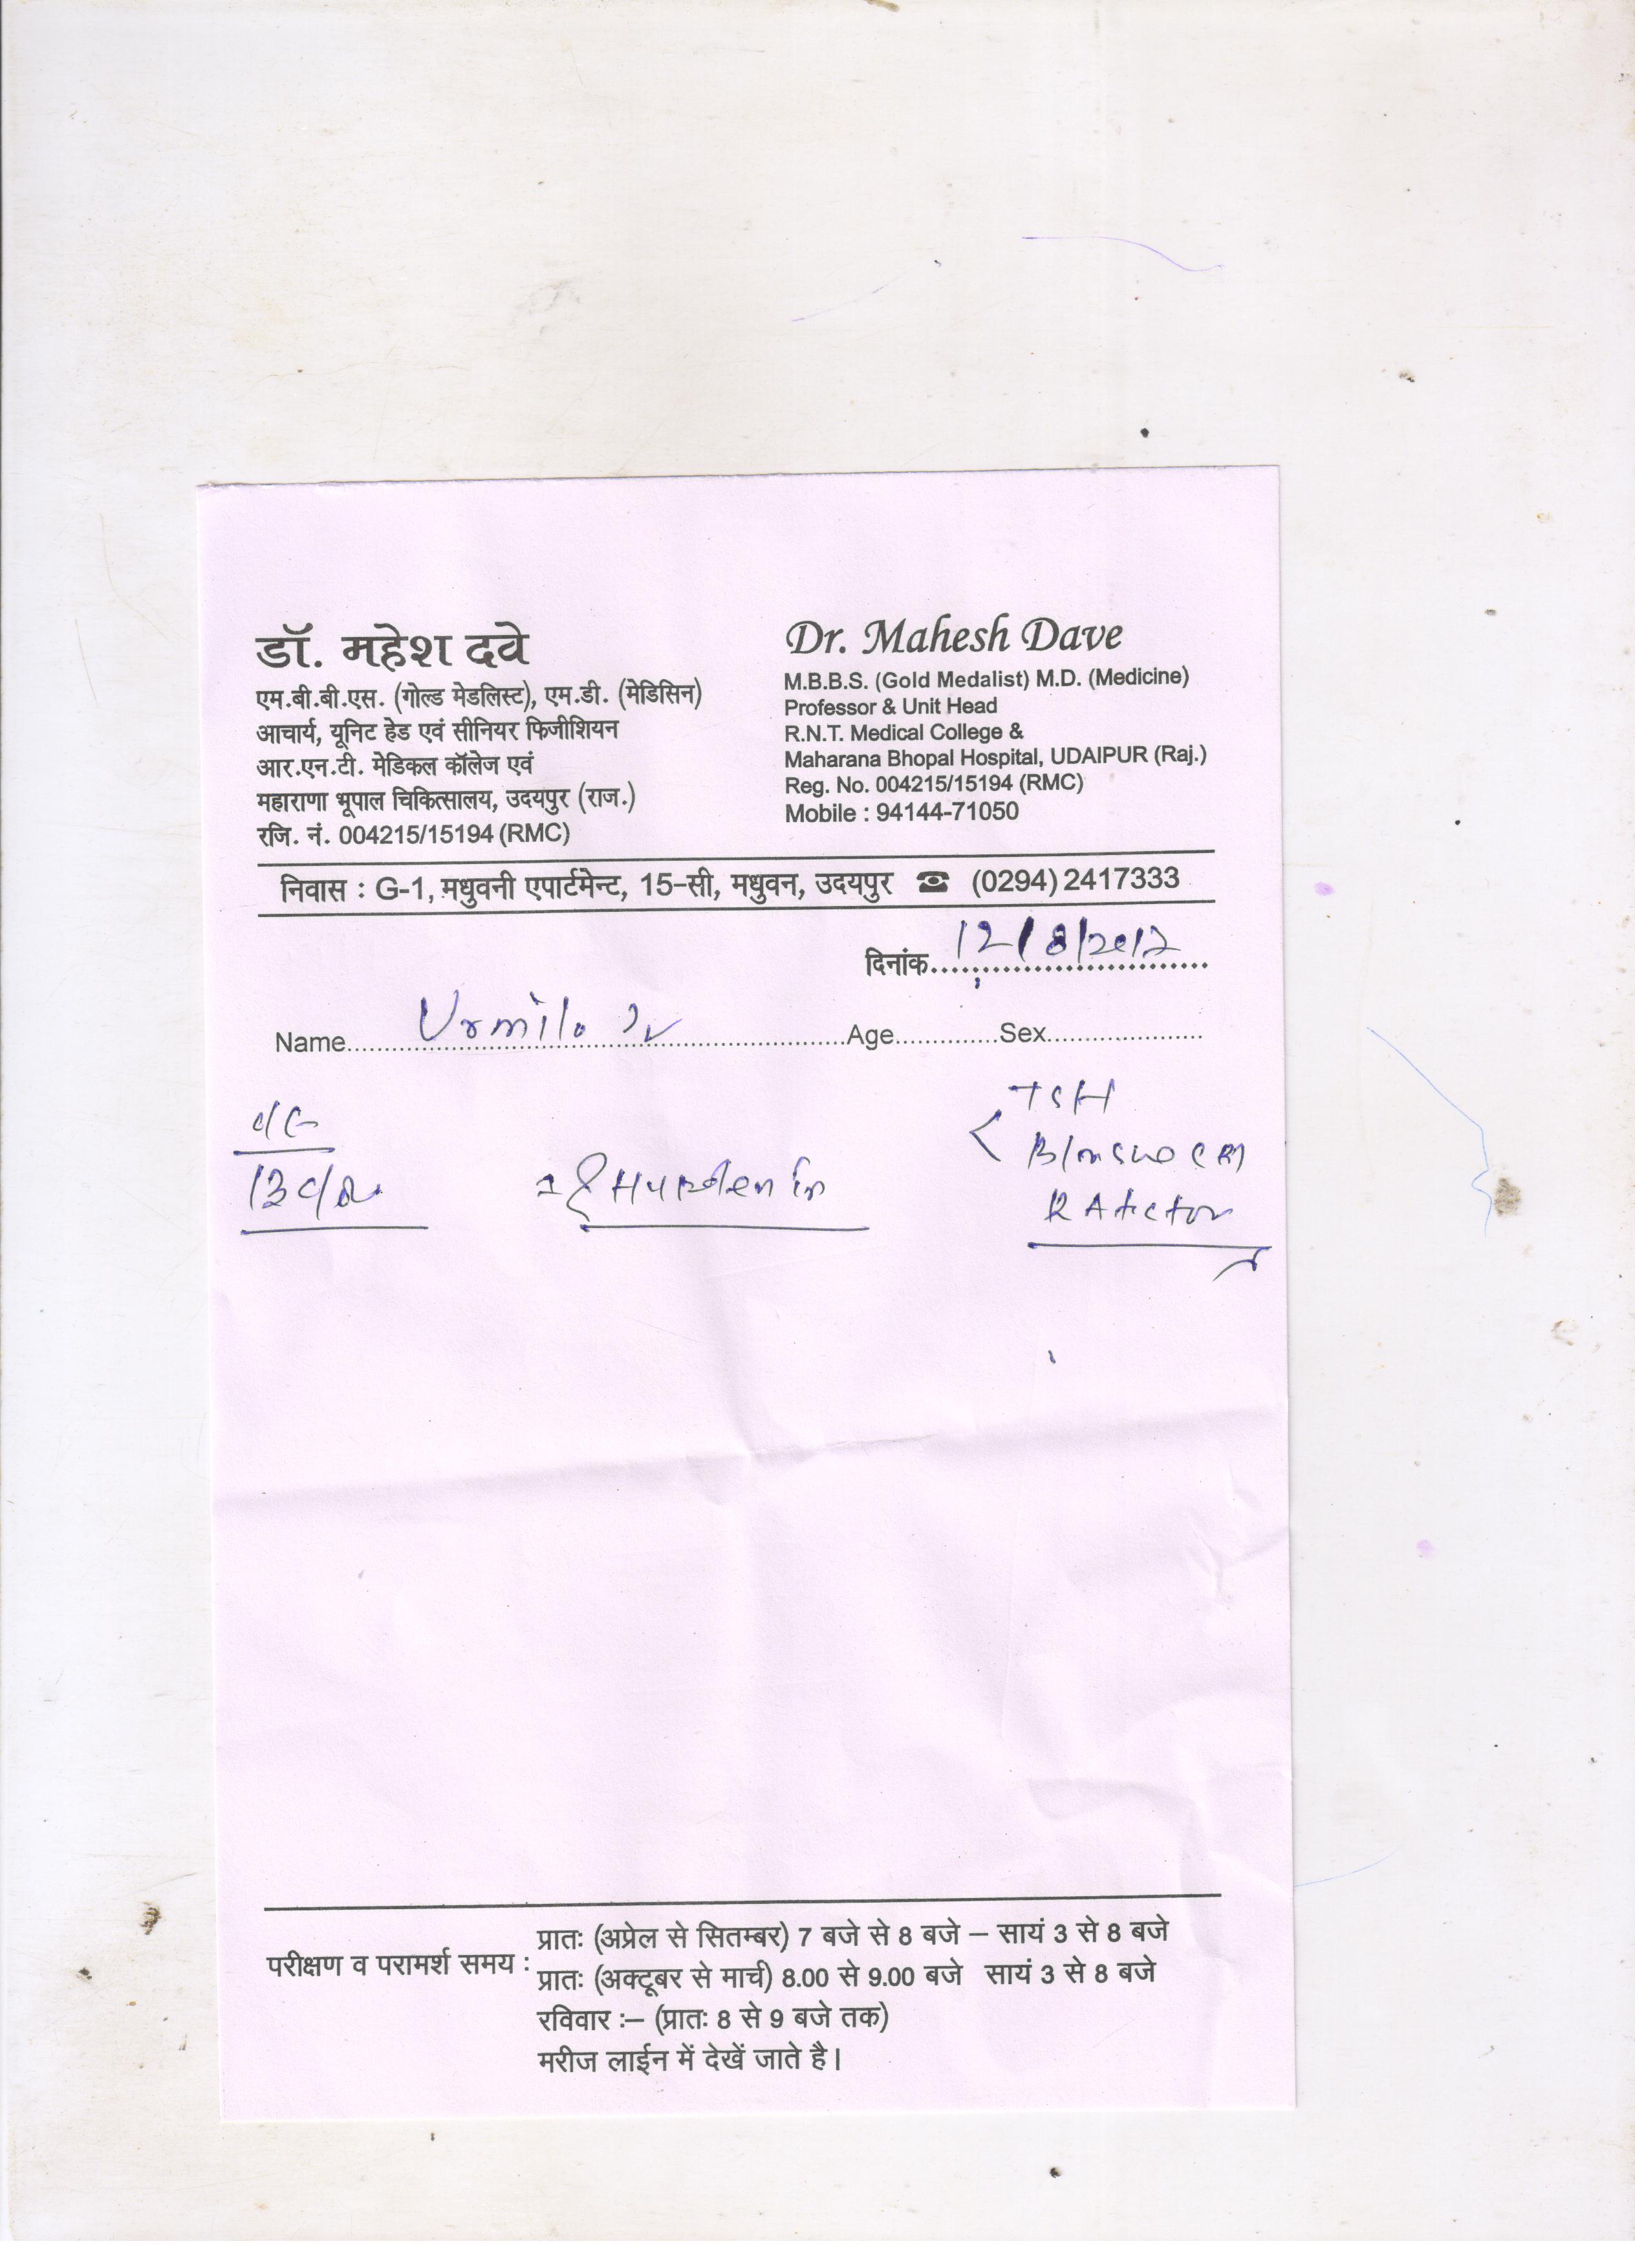 डॉ. महेश दवे
एम.बी.बी.एस. (गोल्ड मेडलिस्ट), एम.डी. (मेडिसिन)
आचार्य, यूनिट हेड एवं सीनियर फिजीशियन
आर.एन.टी. मेडिकल कॉलेज एवं
महाराणा भूपाल चिकित्सालय, उदयपुर (राज.)
रजि. नं. 004215/15194 (RMC)
Dr. Mahesh Dave
M.B.B.S. (Gold Medalist) M.D. (Medicine)
Professor & Unit Head
R.N.T. Medical College &
Maharana Bhopal Hospital, UDAIPUR (Raj.)
Reg. No. 004215/15194 (RMC)
Mobile : 94144-71050
निवास : G-1, मधुवनी एपार्टमेन्ट, 15-सी, मधुवन, उदयपुर ☎ (0294) 2417333
दिनांक 12/8/2012
Name Urmila Age Sex
TSH
RA factor
परीक्षण व परामर्श समय :
प्रातः (अप्रेल से सितम्बर) 7 बजे से 8 बजे – सायं 3 से 8 बजे
प्रातः (अक्टूबर से मार्च) 8.00 से 9.00 बजे सायं 3 से 8 बजे
रविवार :– (प्रातः 8 से 9 बजे तक)
मरीज लाईन में देखें जाते है।